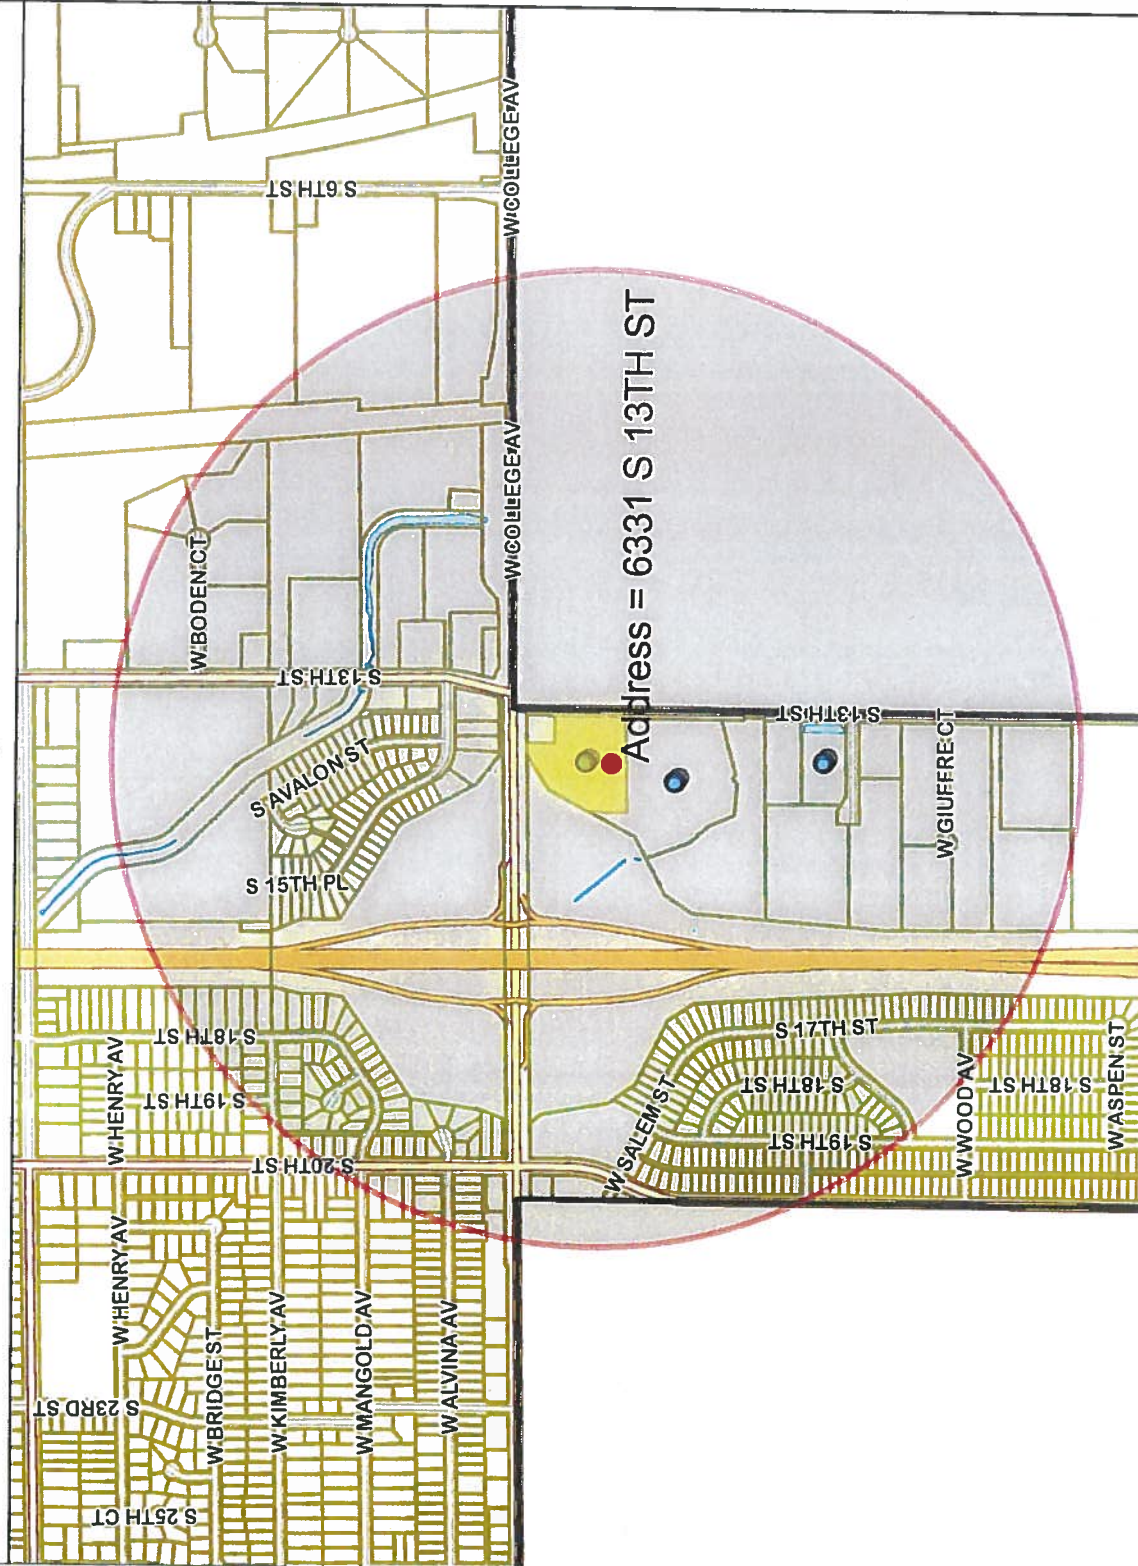 S 6TH ST
W COLLEGE AV
W COLLEGE AV
Address = 6331 S 13TH ST
W BODEN CT
S 13TH ST
S 13TH ST
S AVALON ST
S 15TH PL
W GIUFFRE CT
S 18TH ST
W HENRY AV
S 19TH ST
S 17TH ST
S 18TH ST
S 18TH ST
W ASPEN ST
W WOOD AV
S 19TH ST
W SALEM ST
S 20TH ST
W HENRY AV
W BRIDGE ST
W KIMBERLY AV
W MANGOLD AV
W ALVINA AV
S 23RD ST
S 25TH CT